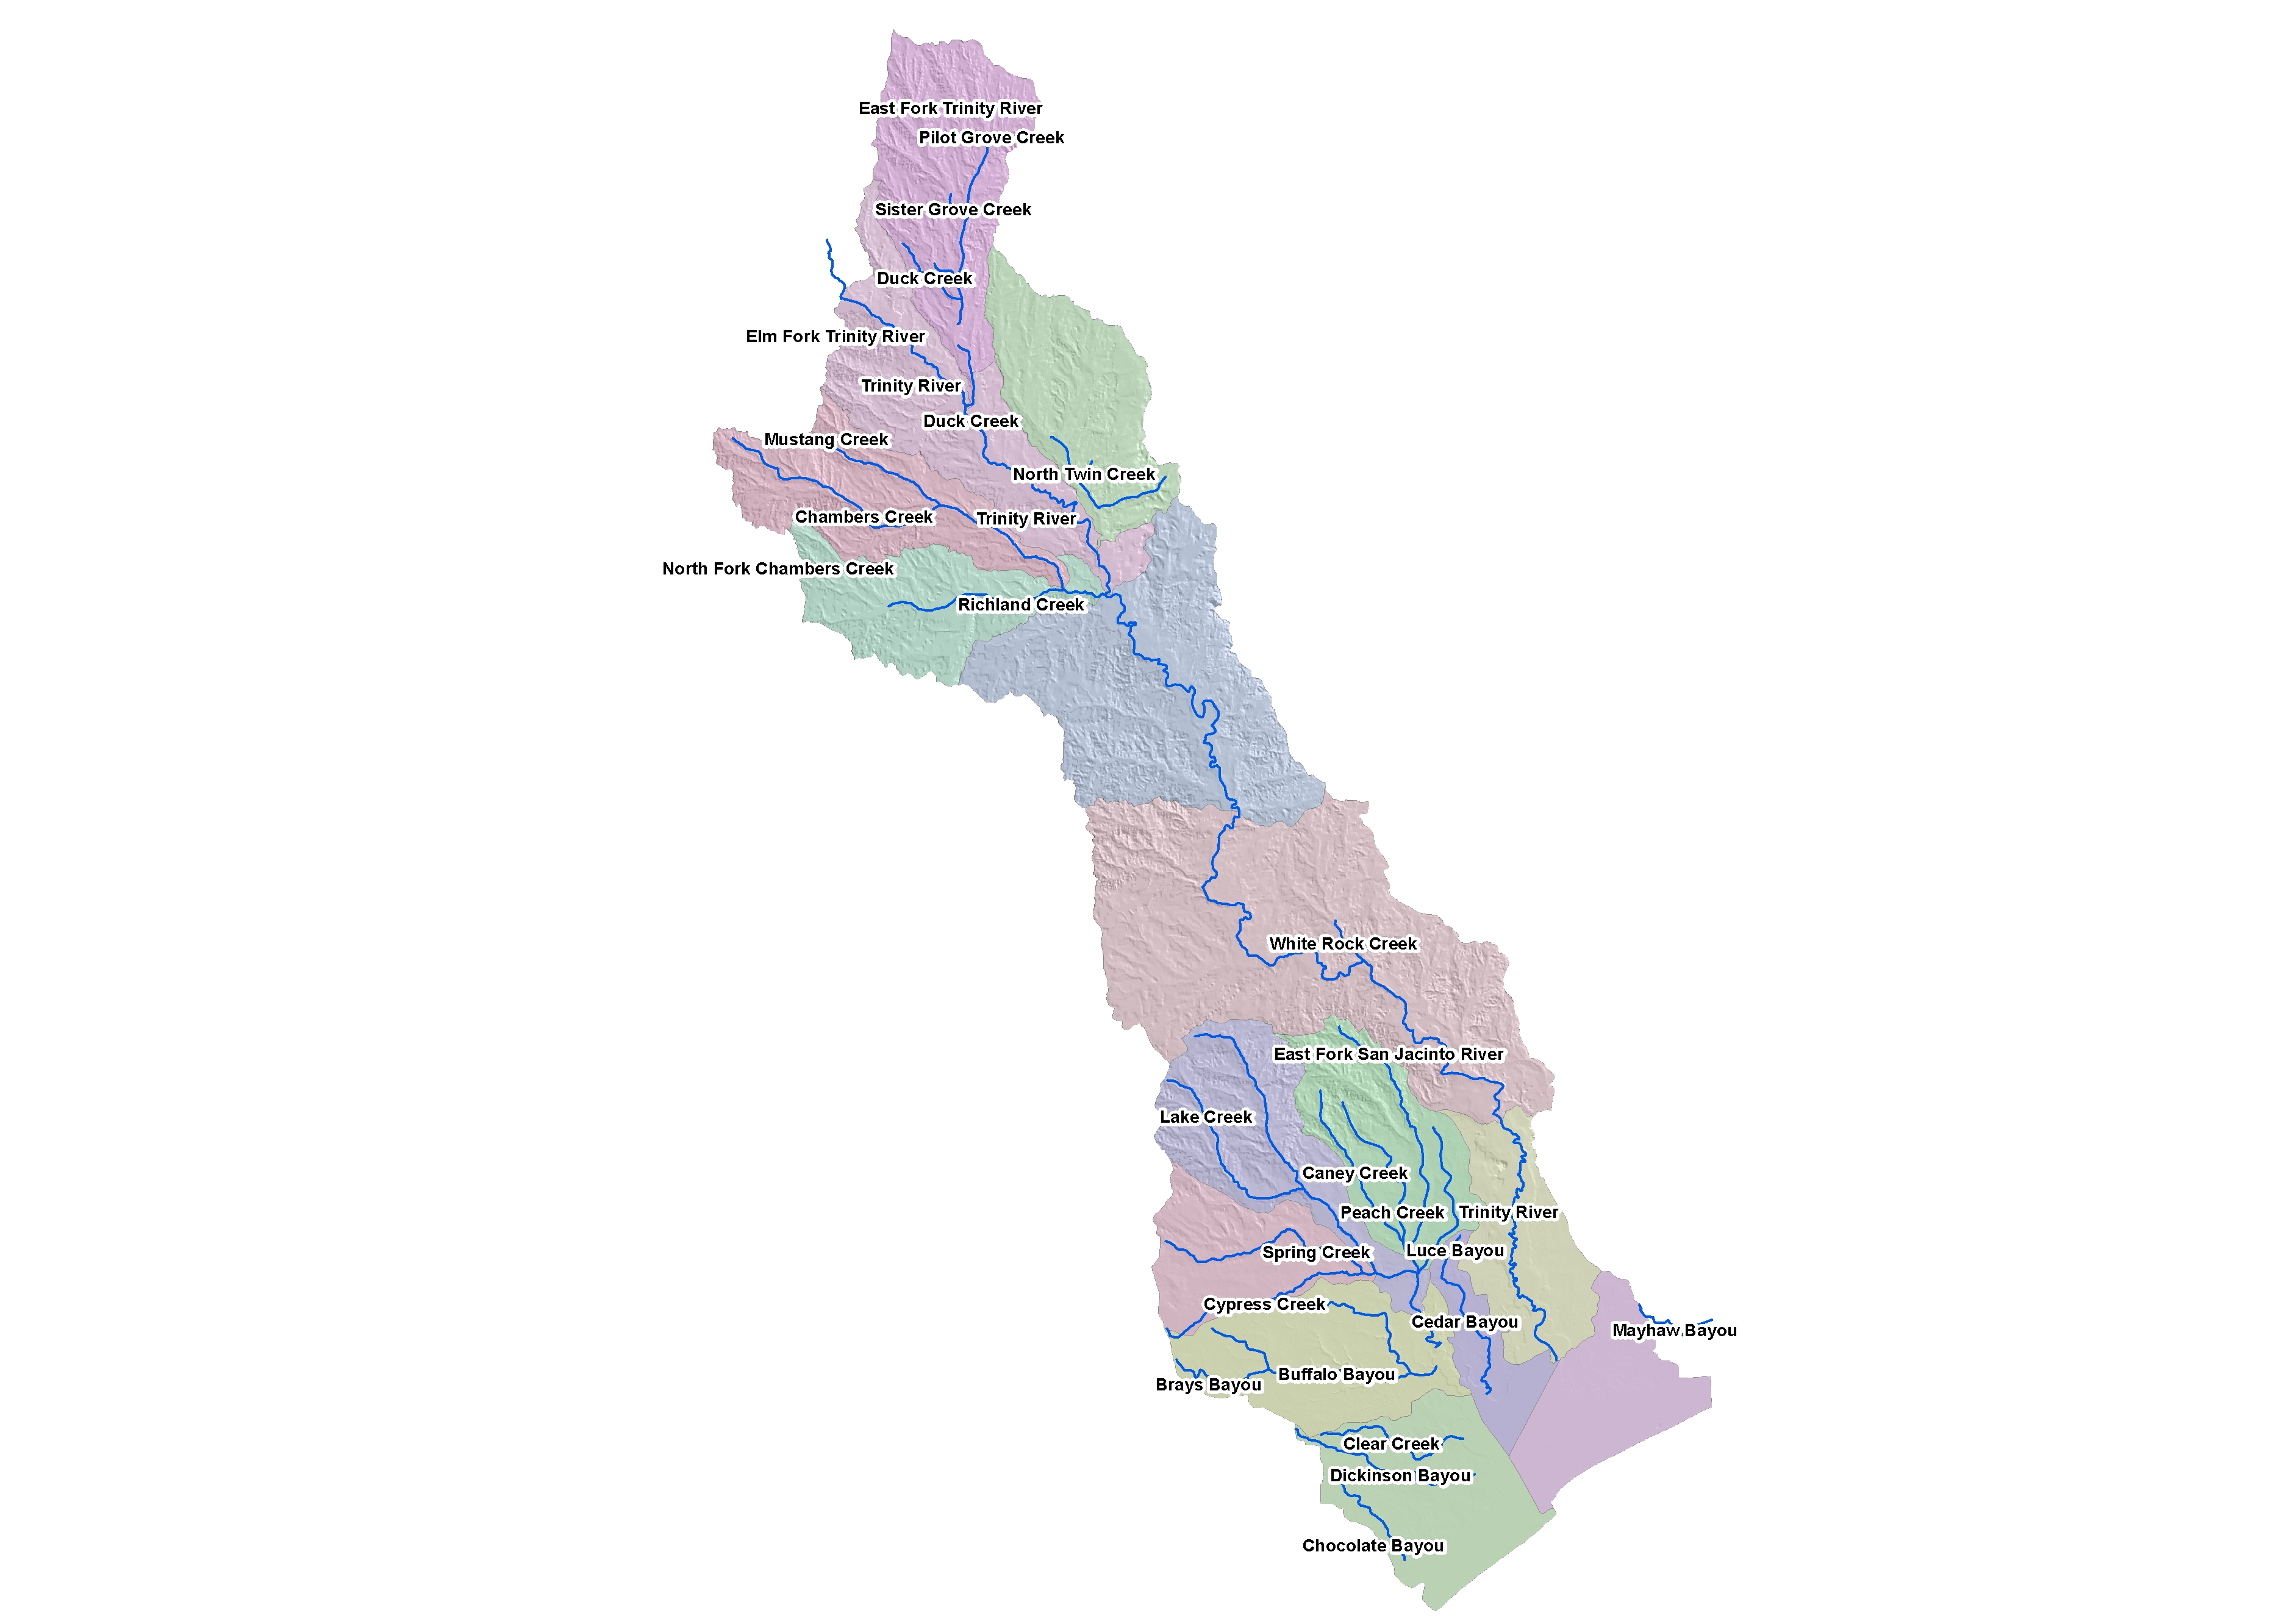 East Fork Trinity River
Pilot Grove Creek
Sister Grove Creek
Duck Creek
Elm Fork Trinity River
Trinity River
Duck Creek
Mustang Creek
North Twin Creek
Chambers Creek
Trinity River
North Fork Chambers Creek
Richland Creek
White Rock Creek
East Fork San Jacinto River
Lake Creek
Caney Creek
Peach Creek
Trinity River
Spring Creek
Luce Bayou
Cypress Creek
Cedar Bayou
Mayhaw Bayou
Buffalo Bayou
Brays Bayou
Clear Creek
Dickinson Bayou
Chocolate Bayou